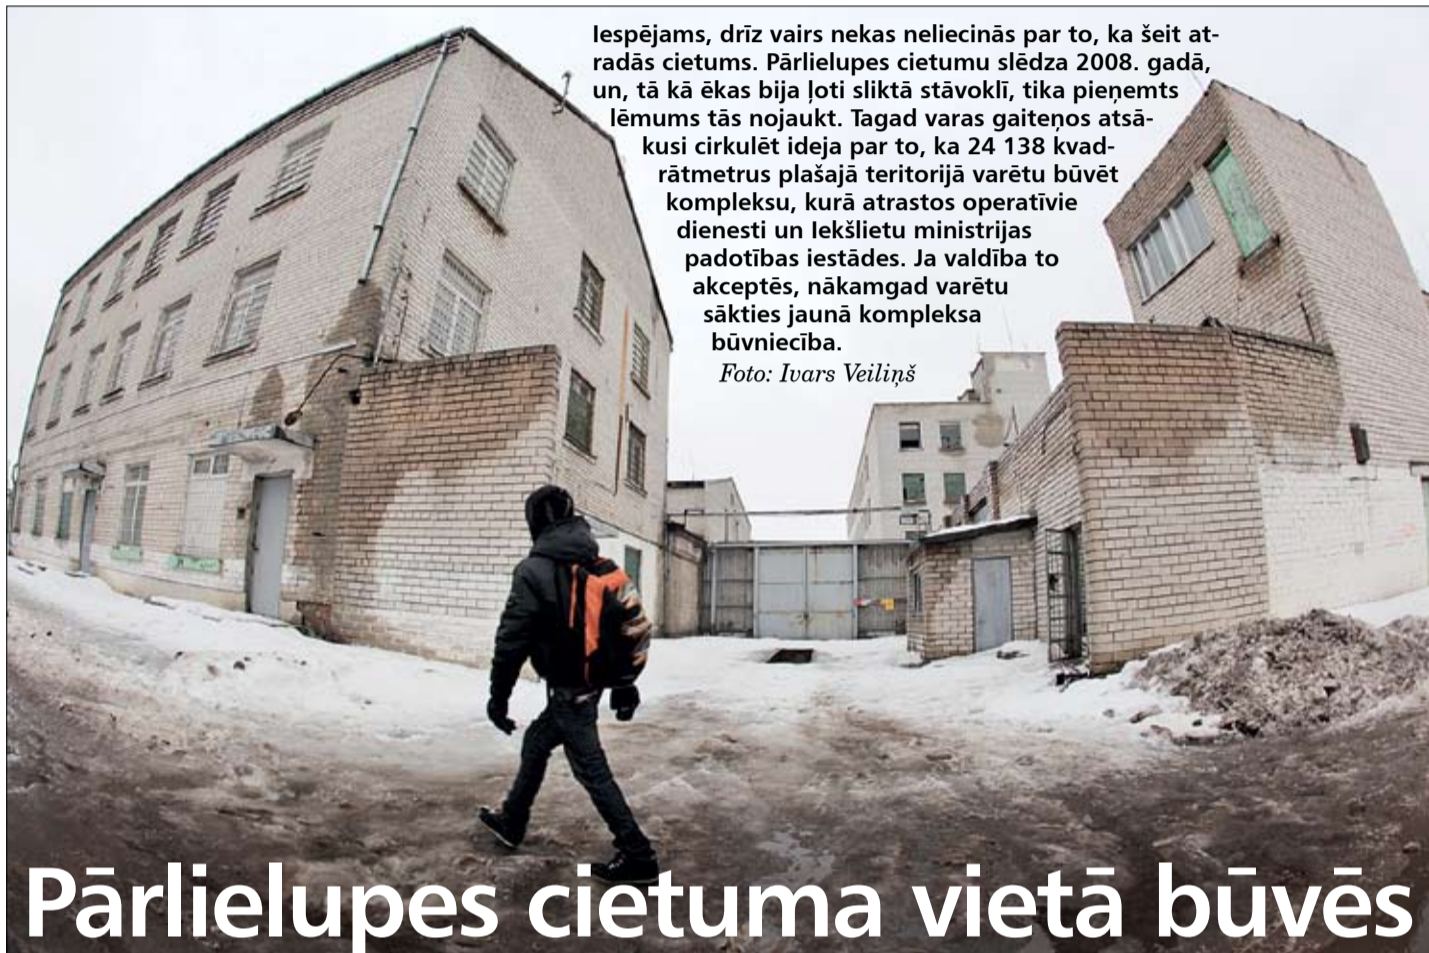 Iespējams, drīz vairs nekas neliecinās par to, ka šeit at-
radās cietums. Pārlielupes cietumu slēdza 2008. gadā,
un, tā kā ēkas bija ļoti sliktā stāvoklī, tika pieņemts
lēmums tās nojaukt. Tagad varas gaiteņos atsā-
kusi cirkulēt ideja par to, ka 24 138 kvad-
rātmetrus plašajā teritorijā varētu būvēt
kompleksu, kurā atrastos operatīvie
dienesti un Iekšlietu ministrijas
padotības iestādes. Ja valdība to
akceptēs, nākamgad varētu
sākties jaunā kompleksa
būvniecība.
Foto: Ivars Veiliņš
Pārlielupes cietuma vietā būvēs